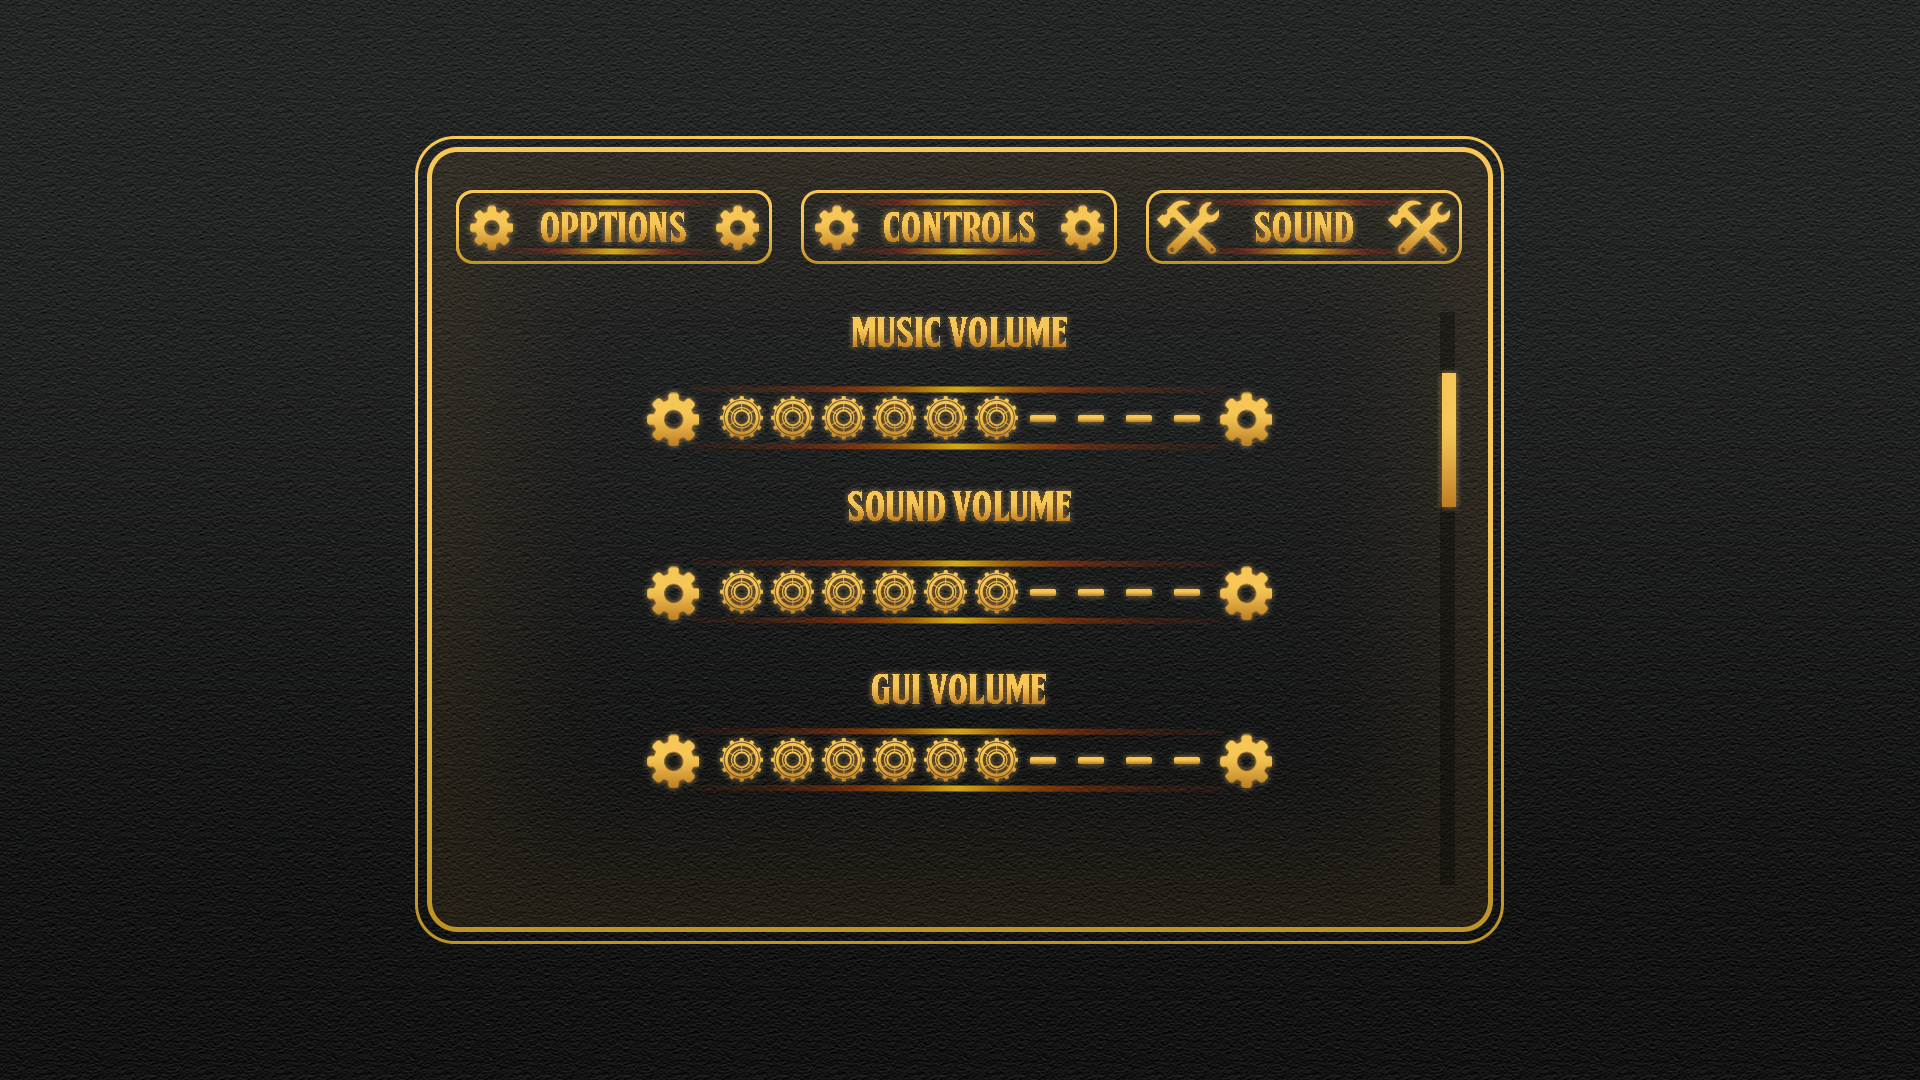 OPPTIONS
CONTROLS
SOUND
MUSIC VOLUME
SOUND VOLUME
GUI VOLUME